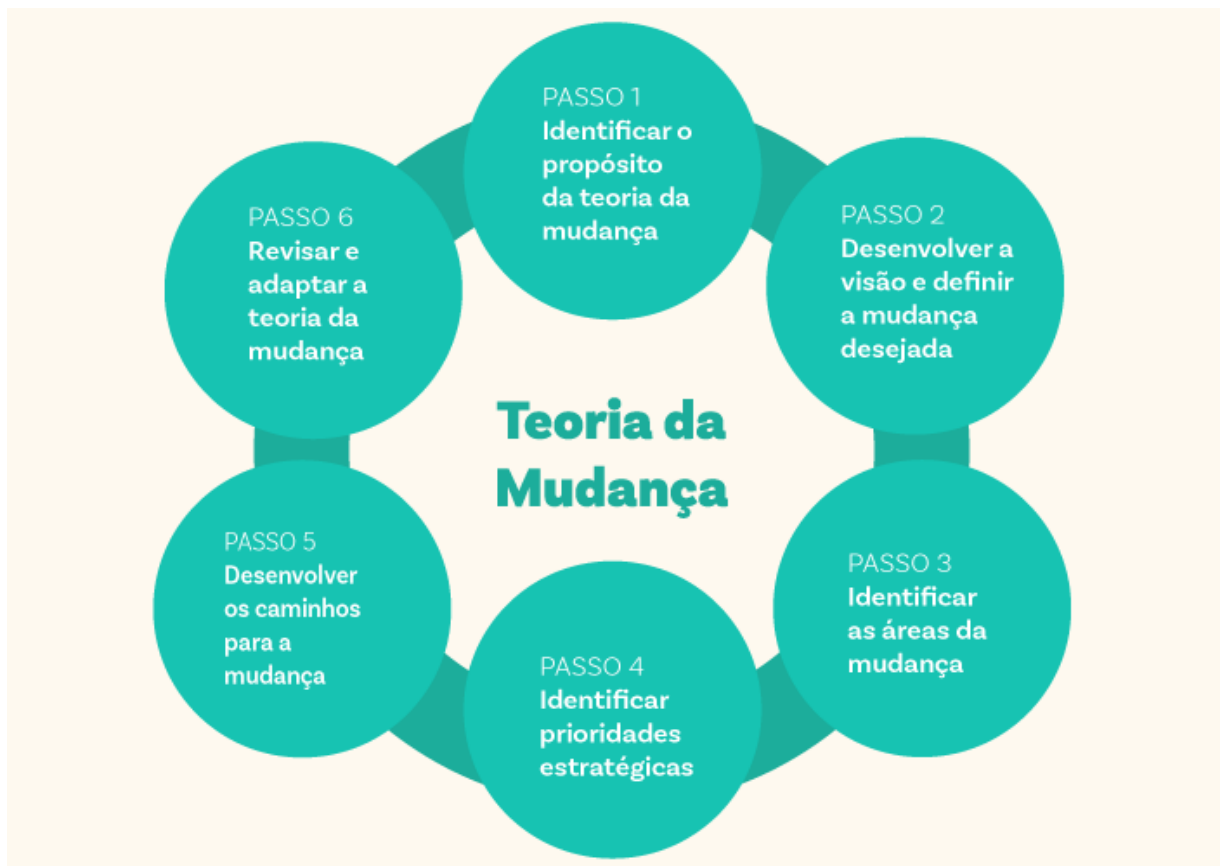 PASSO 1
Identificar o
propósito
da teoria da
mudança
PASSO 2
Desenvolver a
visão e definir
a mudança
desejada
PASSO 3
Identificar
as áreas da
mudança
PASSO 4
Identificar
prioridades
estratégicas
PASSO 5
Desenvolver
os caminhos
para a
mudança
PASSO 6
Revisar e
adaptar a
teoria da
mudança
Teoria da
Mudança